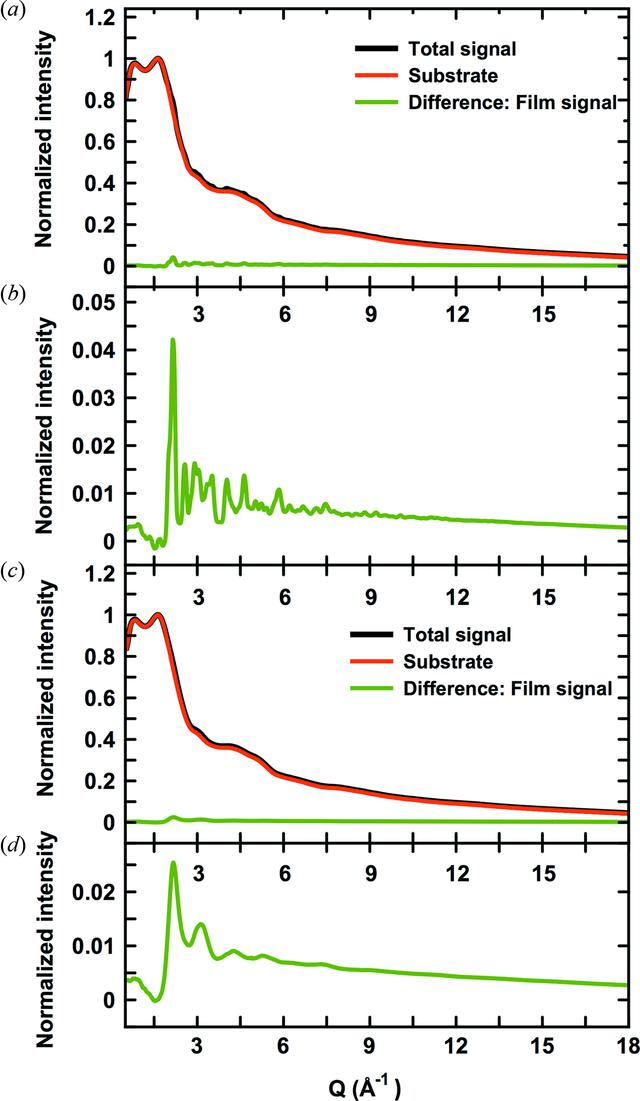 (a)
Normalized intensity
1.2
1
0.8
0.6
0.4
0.2
0
Total signal
Substrate
Difference: Film signal
(b)
Normalized intensity
0.05
0.04
0.03
0.02
0.01
0
3 6 9 12 15
(c)
Normalized intensity
1.2
1
0.8
0.6
0.4
0.2
0
3 6 9 12 15
Total signal
Substrate
Difference: Film signal
(d)
Normalized intensity
0.02
0.01
0
3 6 9 12 15
3 6 9 12 15 18
Q (Å⁻¹)